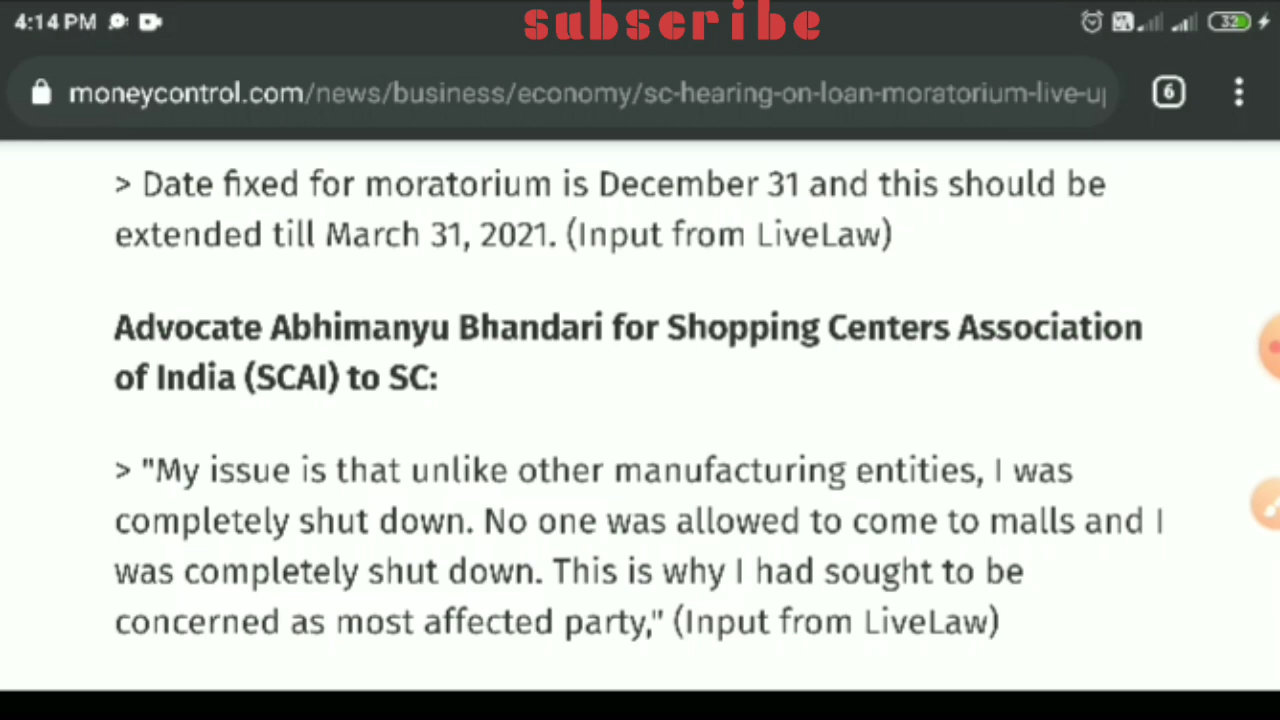 4:14 PM
subscribe
32
moneycontrol.com/news/business/economy/sc-hearing-on-loan-moratorium-live-u
6
> Date fixed for moratorium is December 31 and this should be
extended till March 31, 2021. (Input from LiveLaw)
Advocate Abhimanyu Bhandari for Shopping Centers Association
of India (SCAI) to SC:
> "My issue is that unlike other manufacturing entities, I was
completely shut down. No one was allowed to come to malls and I
was completely shut down. This is why I had sought to be
concerned as most affected party," (Input from LiveLaw)